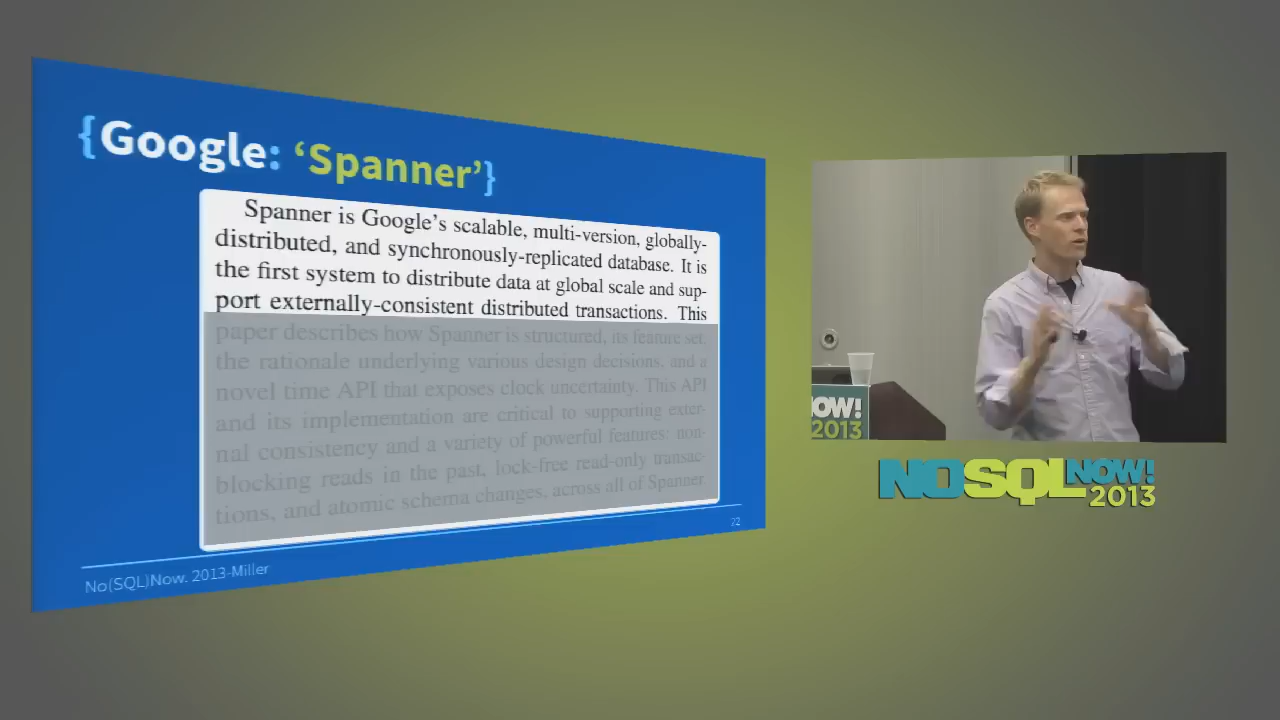 {Google: ‘Spanner’}
Spanner is Google’s scalable, multi-version, globally-
distributed, and synchronously-replicated database. It is
the first system to distribute data at global scale and sup-
port externally-consistent distributed transactions. This
paper describes how Spanner is structured, its feature set,
the rationale underlying various design decisions, and a
novel time API that exposes clock uncertainty. This API
and its implementation are critical to supporting exter-
nal consistency and a variety of powerful features: non-
blocking reads in the past, lock-free read-only transac-
tions, and atomic schema changes, across all of Spanner.
22
No(SQL)Now. 2013-Miller
OW!
2013
NOSQL NOW!
2013